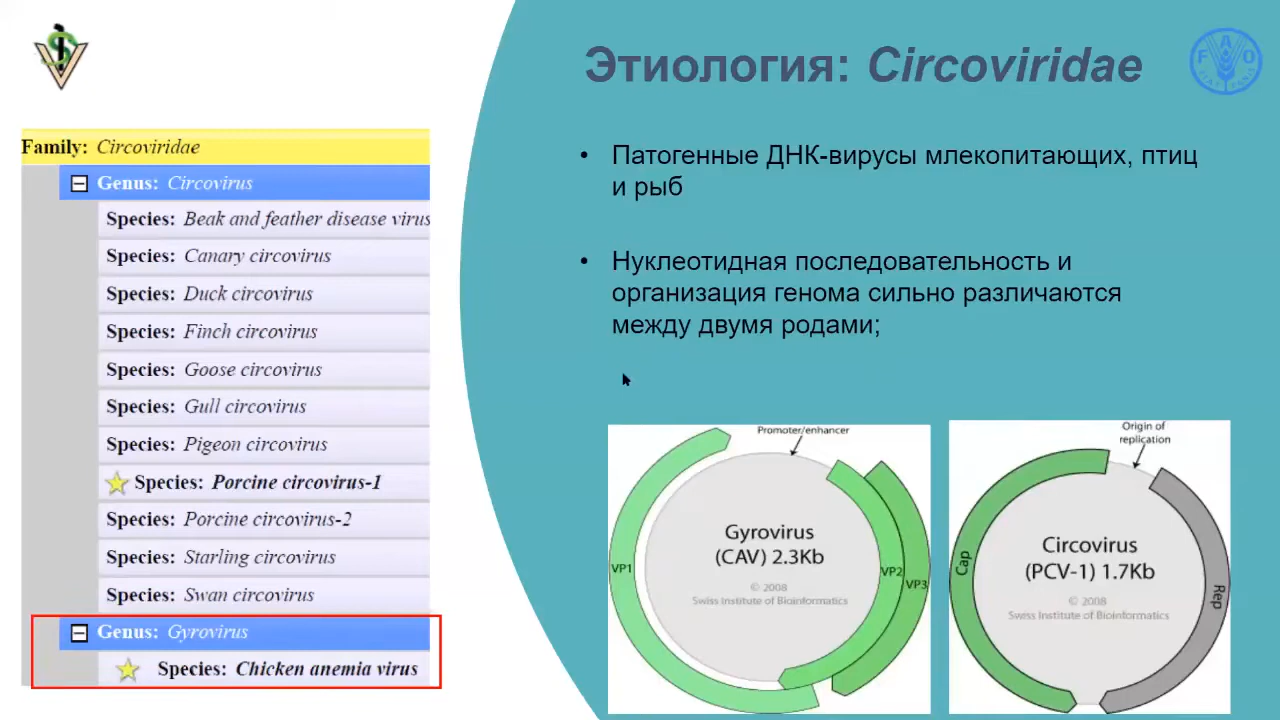 Этиология: Circoviridae
F A O
Family: Circoviridae
Genus: Circovirus
Species: Beak and feather disease virus
Species: Canary circovirus
Species: Duck circovirus
Species: Finch circovirus
Species: Goose circovirus
Species: Gull circovirus
Species: Pigeon circovirus
Species: Porcine circovirus-1
Species: Porcine circovirus-2
Species: Starling circovirus
Species: Swan circovirus
Genus: Gyrovirus
Species: Chicken anemia virus
• Патогенные ДНК-вирусы млекопитающих, птиц
и рыб
• Нуклеотидная последовательность и
организация генома сильно различаются
между двумя родами;
Promoter/enhancer
Gyrovirus
(CAV) 2.3Kb
© 2008
Swiss Institute of Bioinformatics
VP1
VP2
VP3
Origin of
replication
Circovirus
(PCV-1) 1.7Kb
© 2008
Swiss Institute of Bioinformatics
Cap
Rep